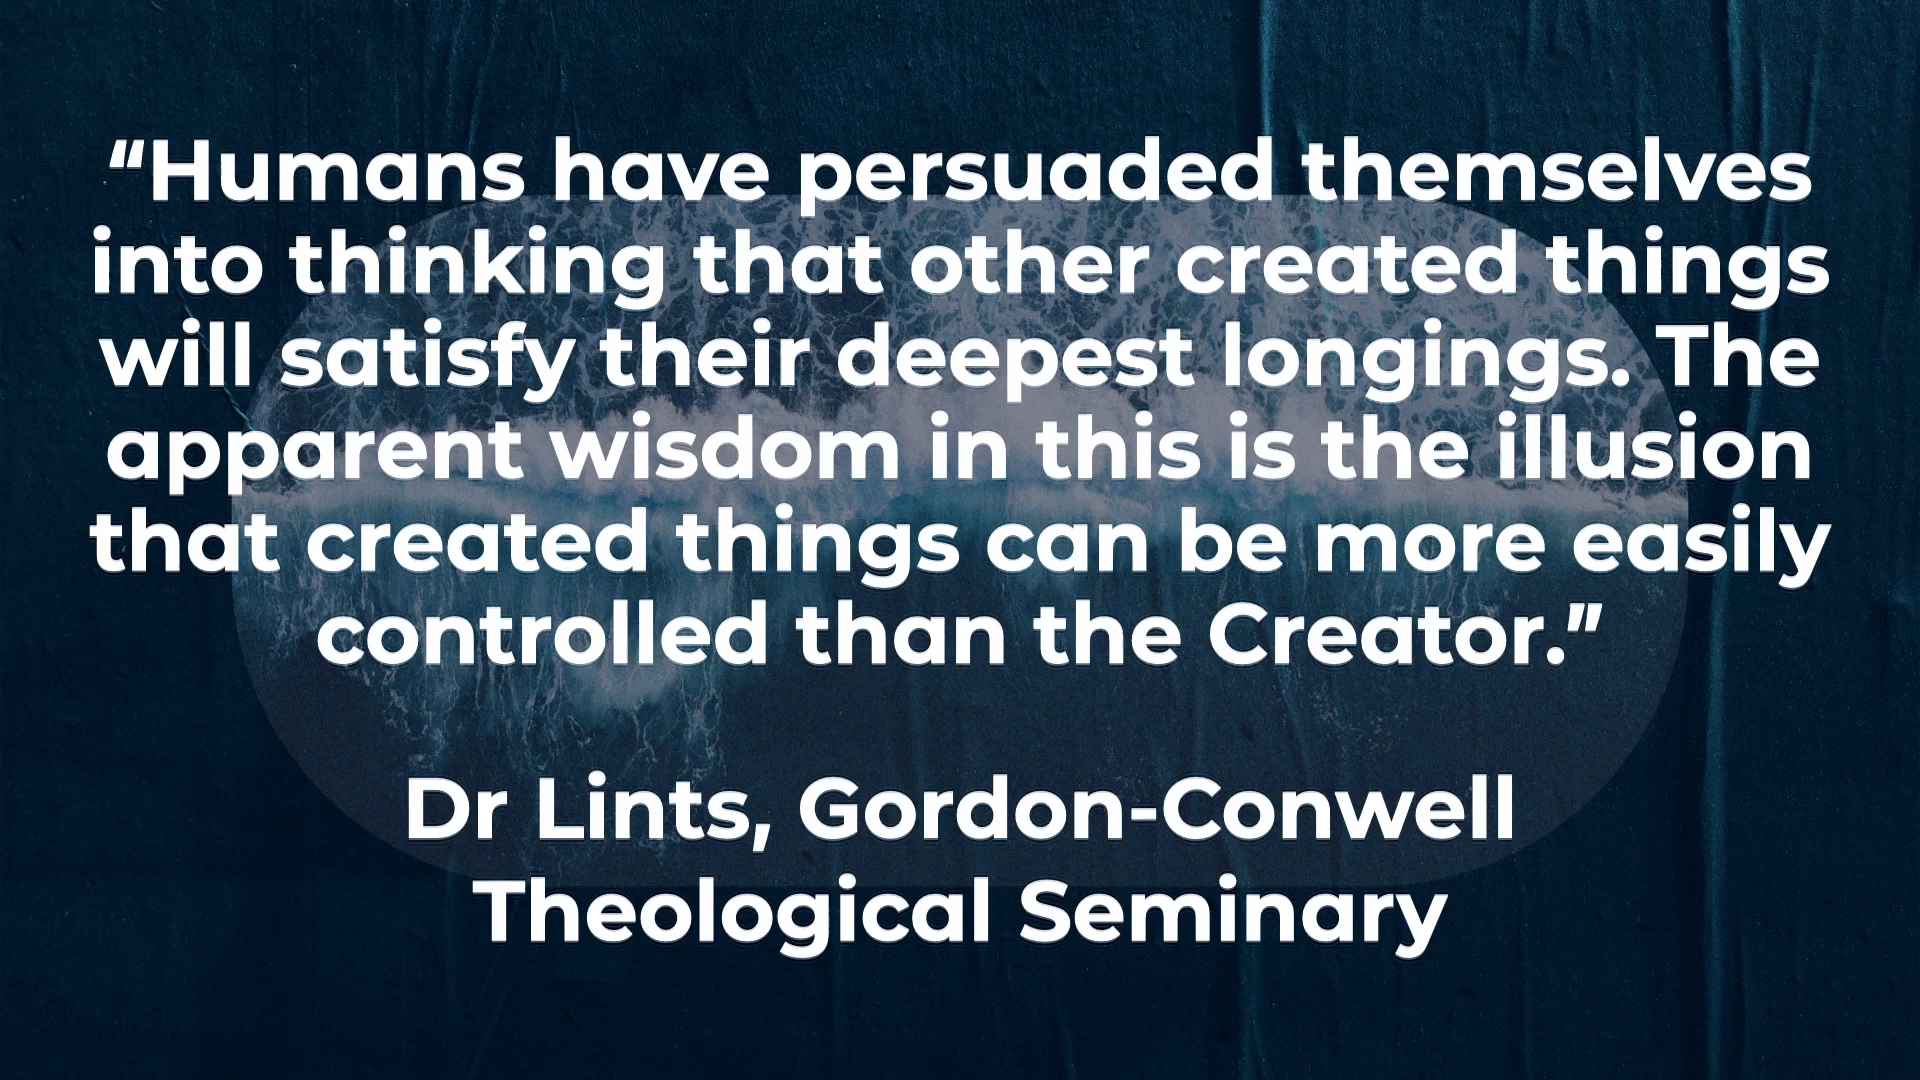 “Humans have persuaded themselves
into thinking that other created things
will satisfy their deepest longings. The
apparent wisdom in this is the illusion
that created things can be more easily
controlled than the Creator.”
Dr Lints, Gordon-Conwell
Theological Seminary